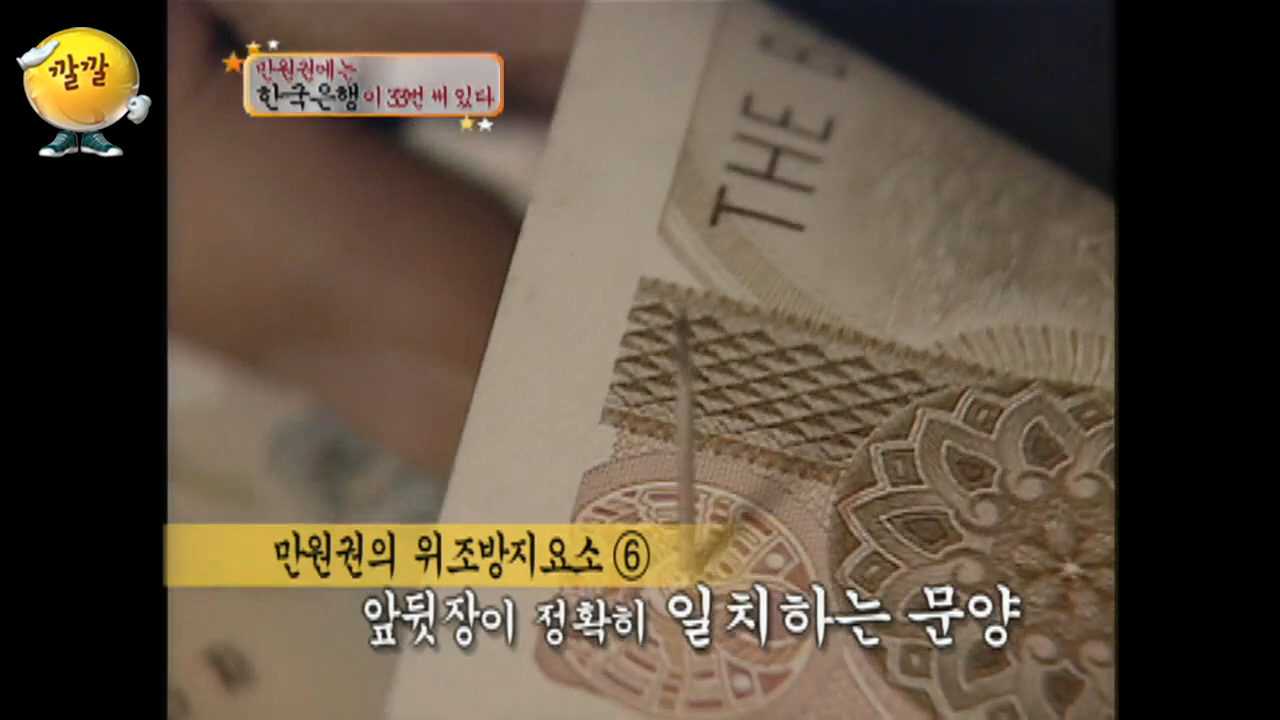 깔깔
만원권에는
한국은행이 33번 써 있다
THE
만원권의 위조방지요소⑥
앞뒷장이 정확히 일치하는 문양